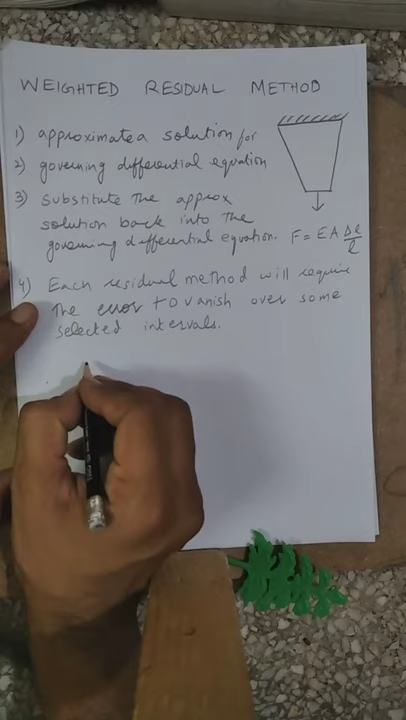 WEIGHTED RESIDUAL METHOD
1) approximate a solution for
2) governing differential equation
3) substitute the approx
solution back into the
governing differential equation. F = EA Δl/l
4) Each residual method will require
the error to vanish over some
selected intervals.